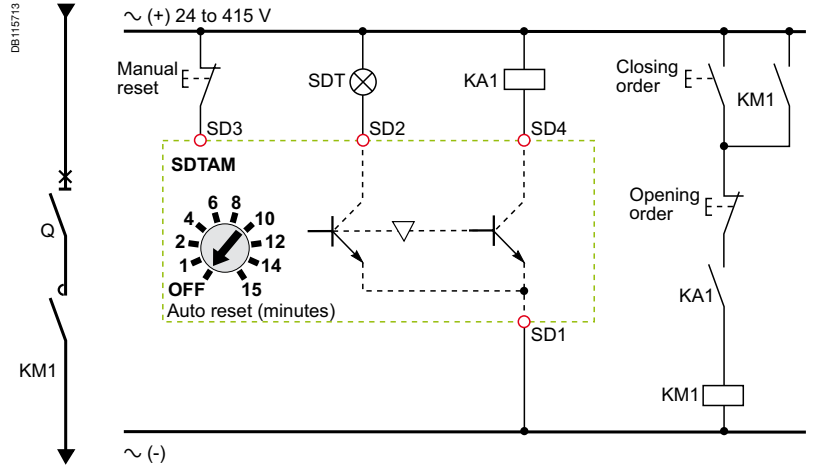 DB115713
∿ (+) 24 to 415 V
Manual
reset
SDT
KA1
Closing
order
KM1
SD3
SD2
SD4
SDTAM
Opening
order
6 8
4 10
2 12
1 14
OFF 15
Auto reset (minutes)
Q
SD1
KA1
KM1
KM1
∿ (-)